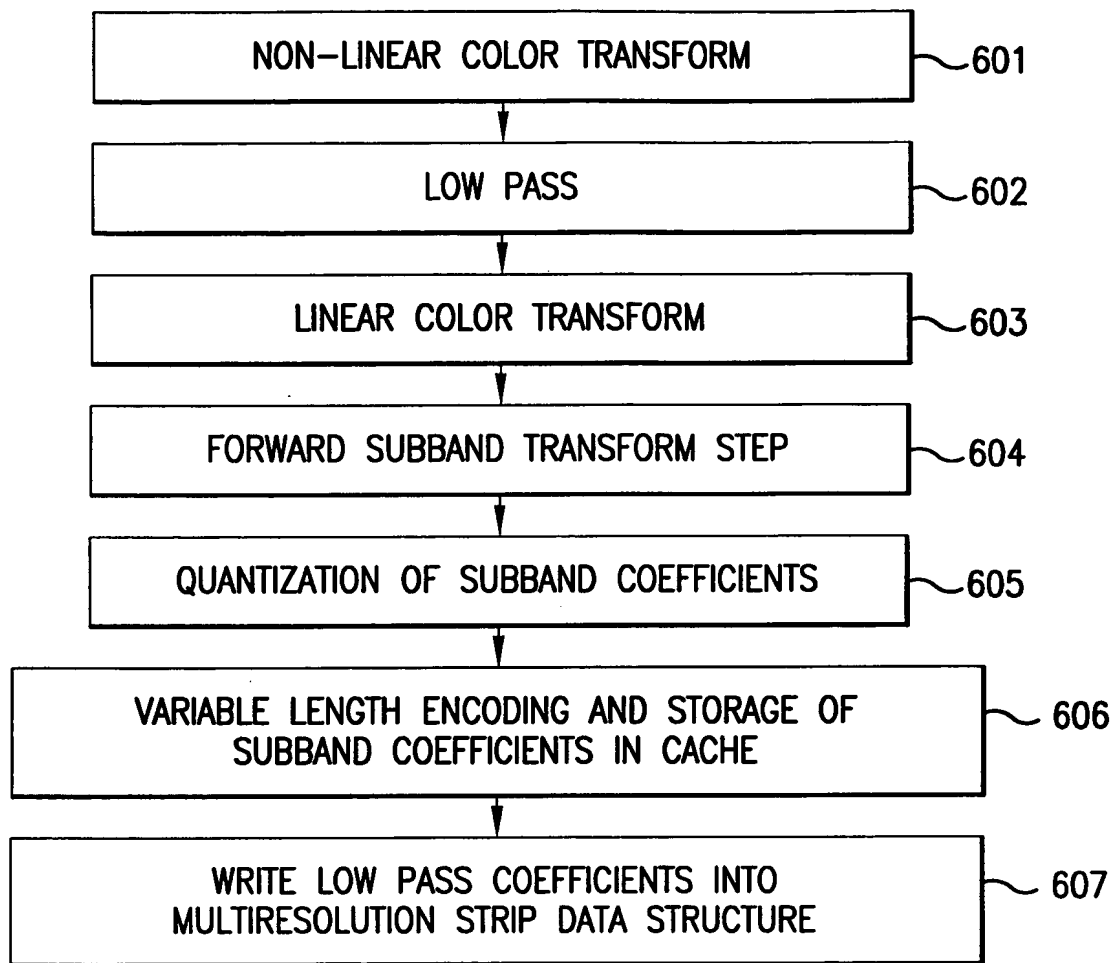 NON-LINEAR COLOR TRANSFORM
601
LOW PASS
602
LINEAR COLOR TRANSFORM
603
FORWARD SUBBAND TRANSFORM STEP
604
QUANTIZATION OF SUBBAND COEFFICIENTS
605
VARIABLE LENGTH ENCODING AND STORAGE OF
SUBBAND COEFFICIENTS IN CACHE
606
WRITE LOW PASS COEFFICIENTS INTO
MULTIRESOLUTION STRIP DATA STRUCTURE
607